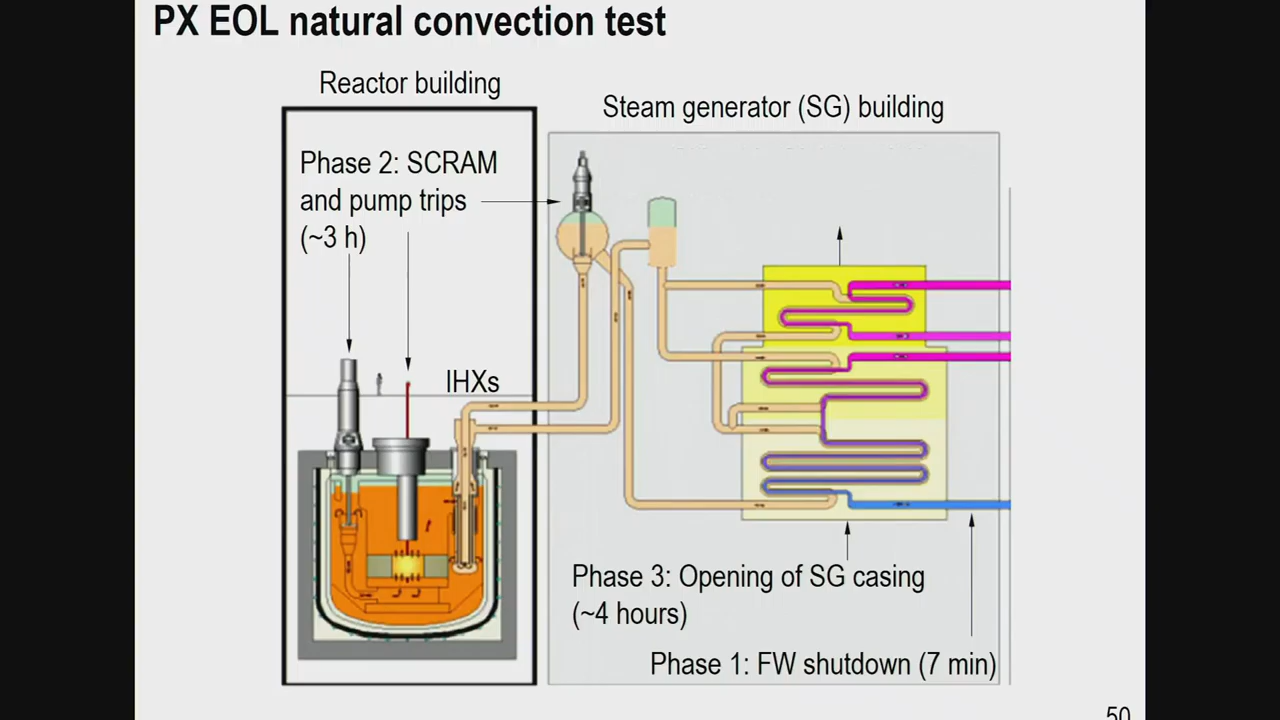 PX EOL natural convection test
Reactor building
Steam generator (SG) building
Phase 2: SCRAM
and pump trips
(~3 h)
IHXs
Phase 3: Opening of SG casing
(~4 hours)
Phase 1: FW shutdown (7 min)
50